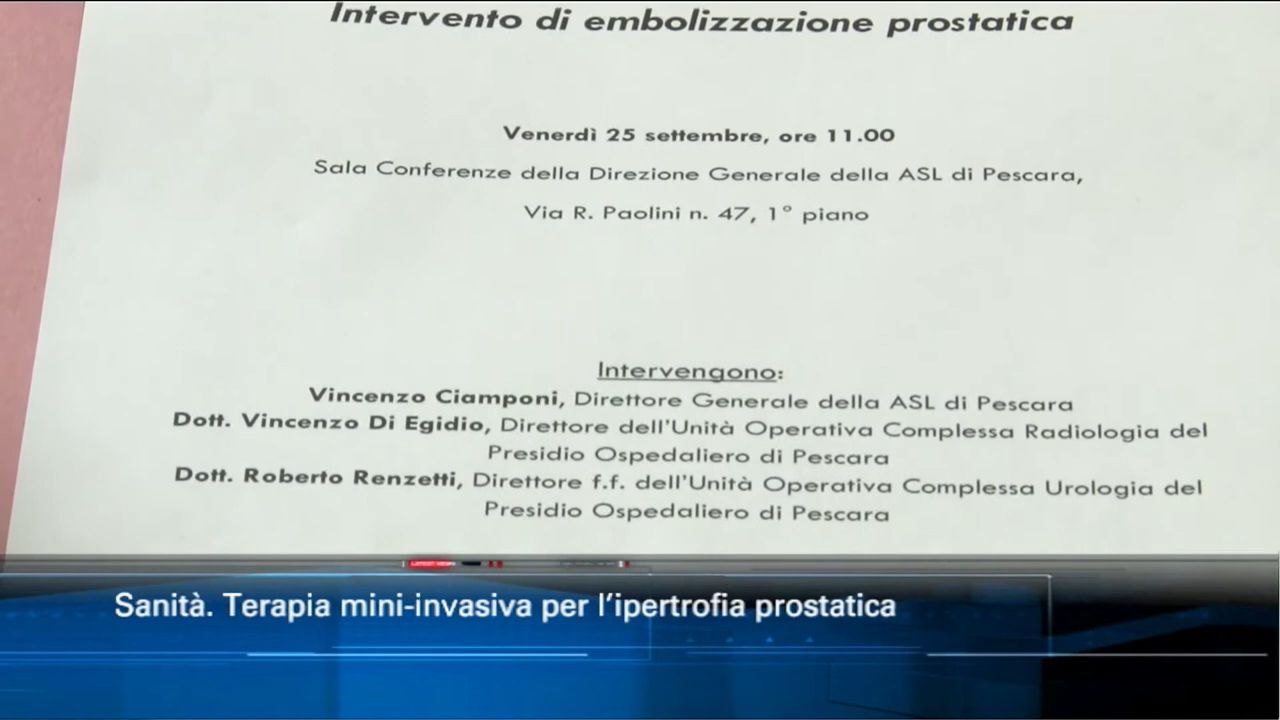 Intervento di embolizzazione prostatica
Venerdì 25 settembre, ore 11.00
Sala Conferenze della Direzione Generale della ASL di Pescara,
Via R. Paolini n. 47, 1° piano
Intervengono:
Vincenzo Ciamponi, Direttore Generale della ASL di Pescara
Dott. Vincenzo Di Egidio, Direttore dell'Unità Operativa Complessa Radiologia del
Presidio Ospedaliero di Pescara
Dott. Roberto Renzetti, Direttore f.f. dell'Unità Operativa Complessa Urologia del
Presidio Ospedaliero di Pescara
LATEST NEWS
Sanità. Terapia mini-invasiva per l'ipertrofia prostatica